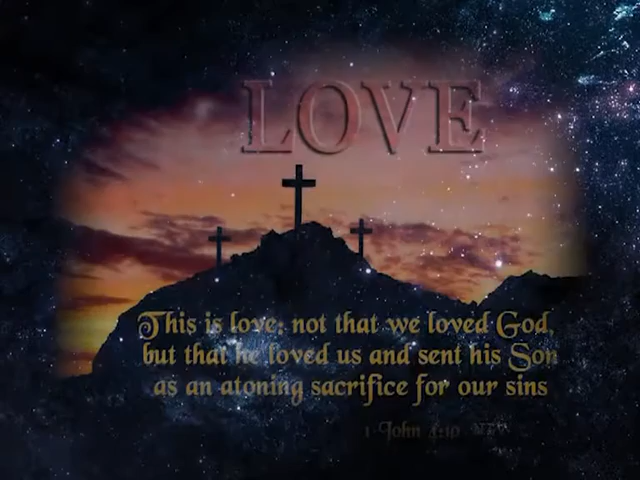 LOVE
This is love: not that we loved God,
but that he loved us and sent his Son
as an atoning sacrifice for our sins
1 John 4:10 NIV